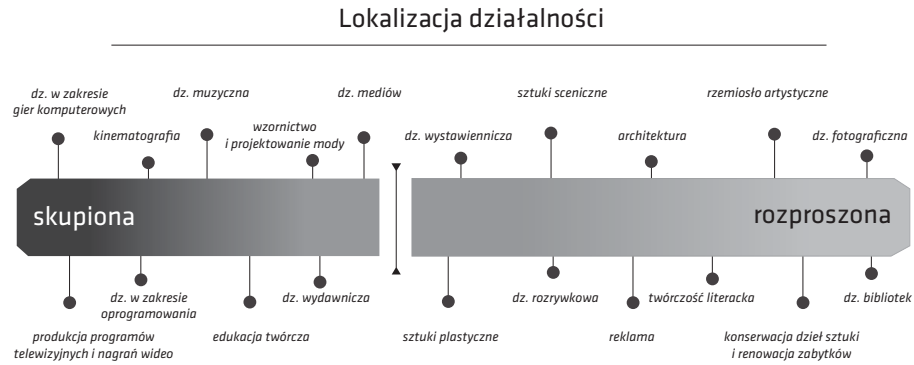 Lokalizacja działalności
dz. w zakresie
gier komputerowych
dz. muzyczna
dz. mediów
sztuki sceniczne
rzemiosło artystyczne
kinematografia
wzornictwo
i projektowanie mody
dz. wystawiennicza
architektura
dz. fotograficzna
skupiona
rozproszona
dz. w zakresie
oprogramowania
dz. wydawnicza
dz. rozrywkowa
twórczość literacka
dz. bibliotek
produkcja programów
telewizyjnych i nagrań wideo
edukacja twórcza
sztuki plastyczne
reklama
konserwacja dzieł sztuki
i renowacja zabytków